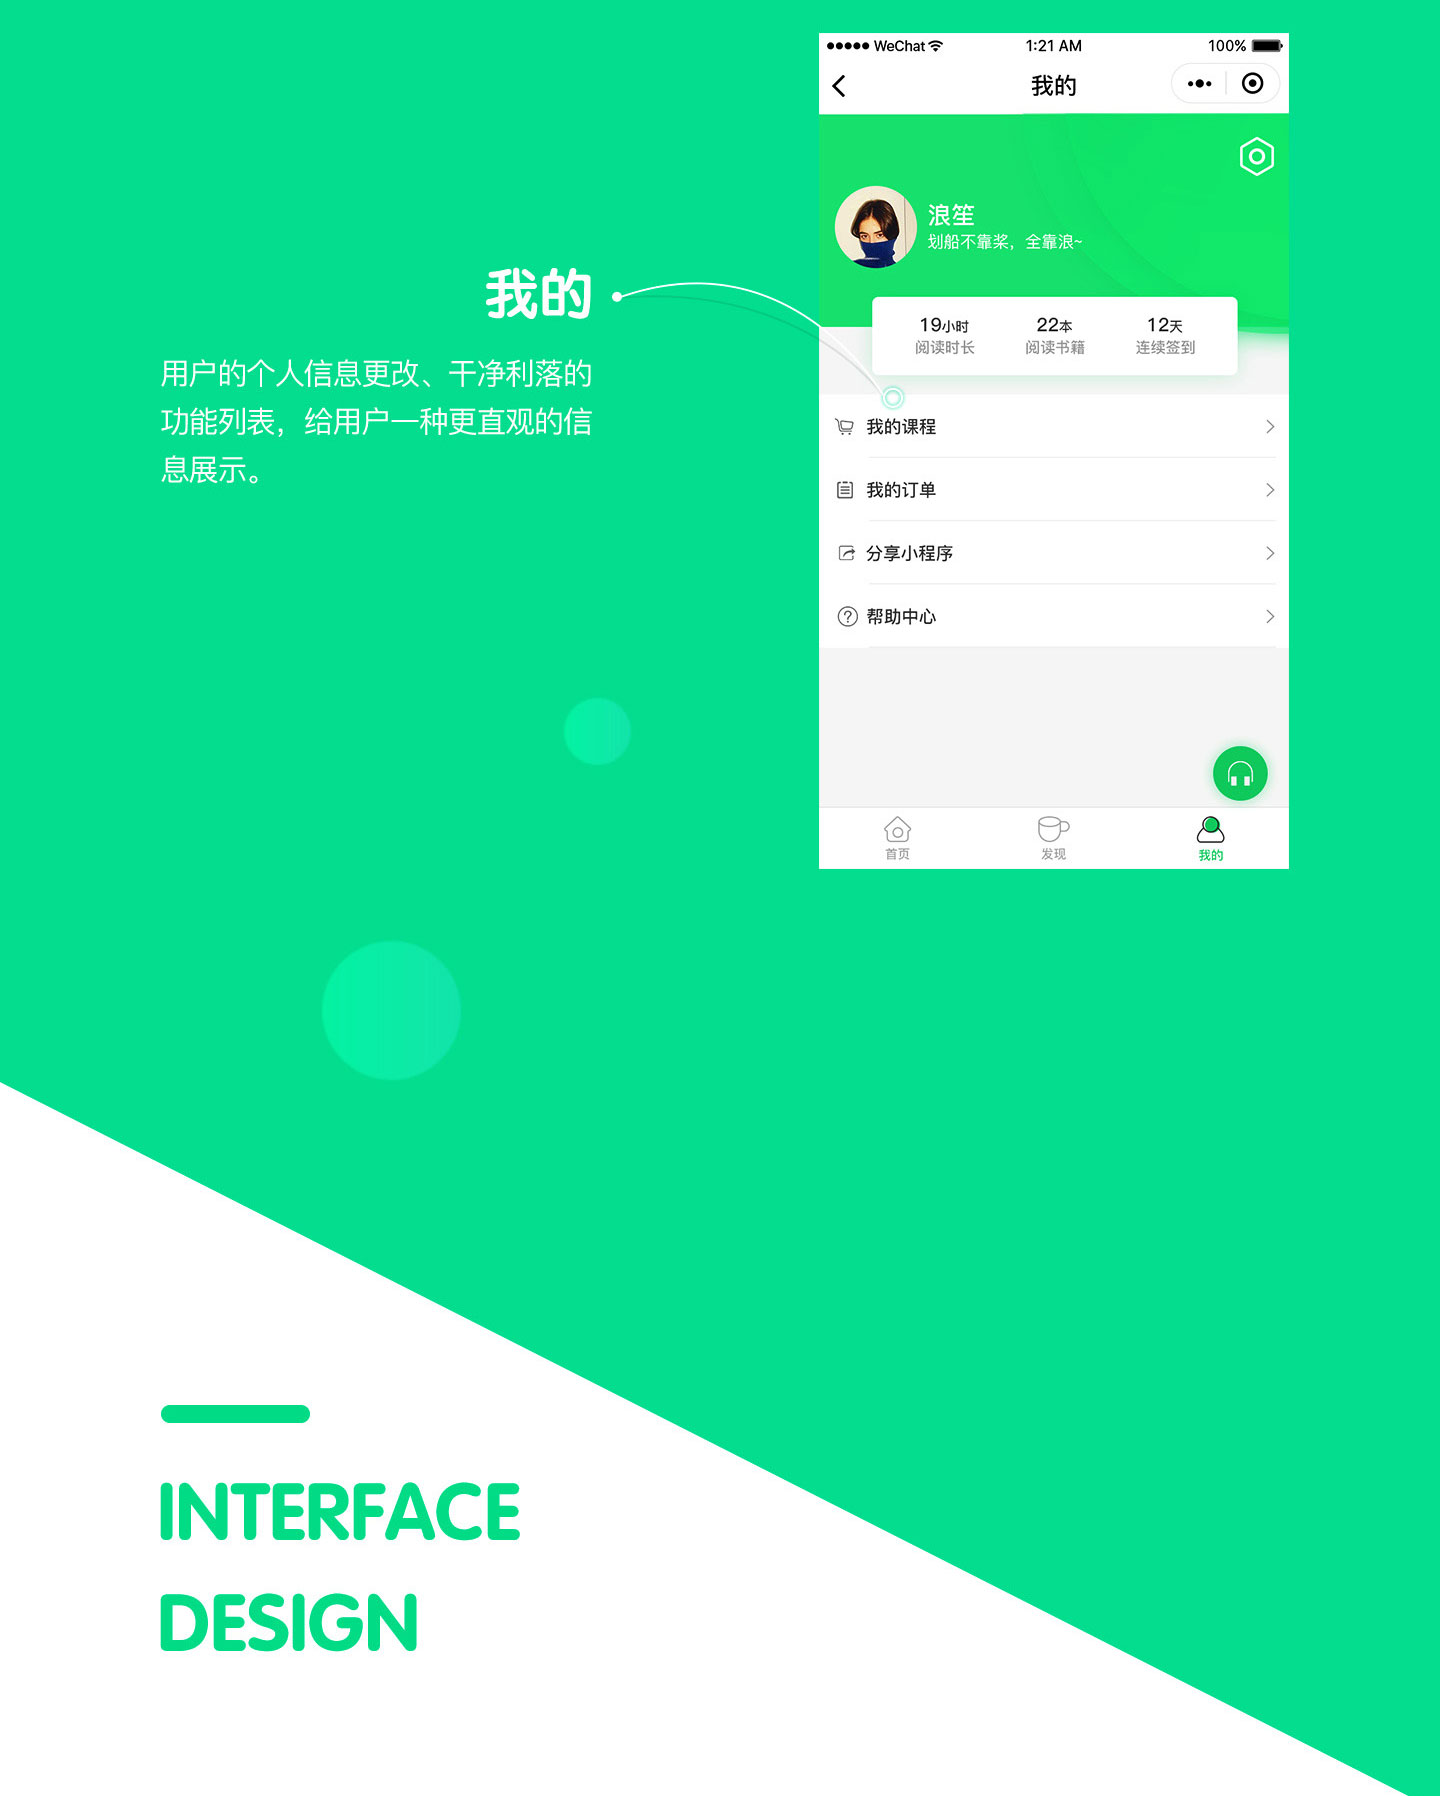 我的
用户的个人信息更改、干净利落的
功能列表，给用户一种更直观的信
息展示。
WeChat 1:21 AM 100%
我的
浪笙
划船不靠桨，全靠浪~
19小时 22本 12天
阅读时长 阅读书籍 连续签到
我的课程
我的订单
分享小程序
帮助中心
首页 发现 我的
INTERFACE
DESIGN